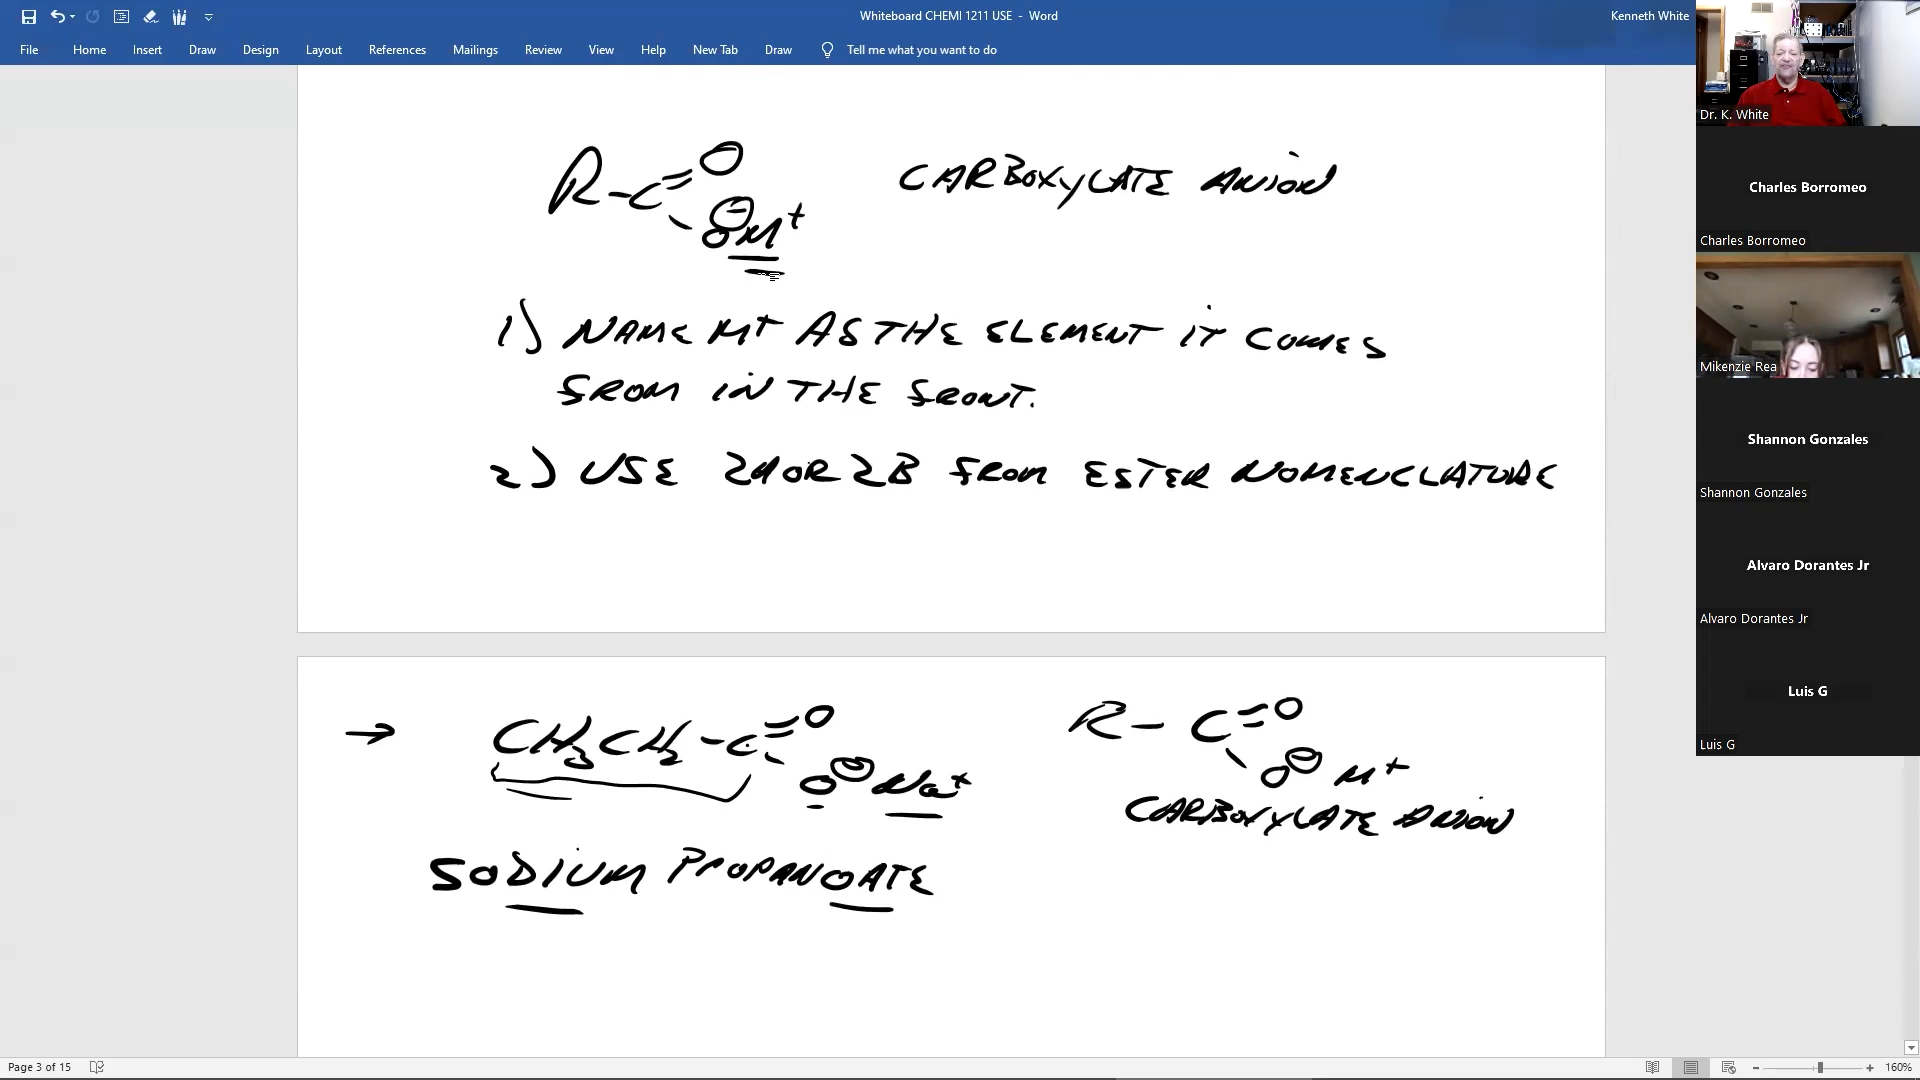 Whiteboard CHEMI 1211 USE - Word
Kenneth White
File Home Insert Draw Design Layout References Mailings Review View Help New Tab Draw Tell me what you want to do
R-C=O
O⊖M+
CARBOXYLATE ANION
1) NAME M+ AS THE ELEMENT IT COMES
FROM IN THE FRONT.
2) USE 2A OR 2B FROM ESTER NOMENCLATURE
→ CH3CH2-C=O
O⊖ Na+
SODIUM PROPANOATE
R-C=O
O⊖ M+
CARBOXYLATE ANION
Dr. K. White
Charles Borromeo
Charles Borromeo
Mikenzie Rea
Shannon Gonzales
Shannon Gonzales
Alvaro Dorantes Jr
Alvaro Dorantes Jr
Luis G
Luis G
Page 3 of 15
160%